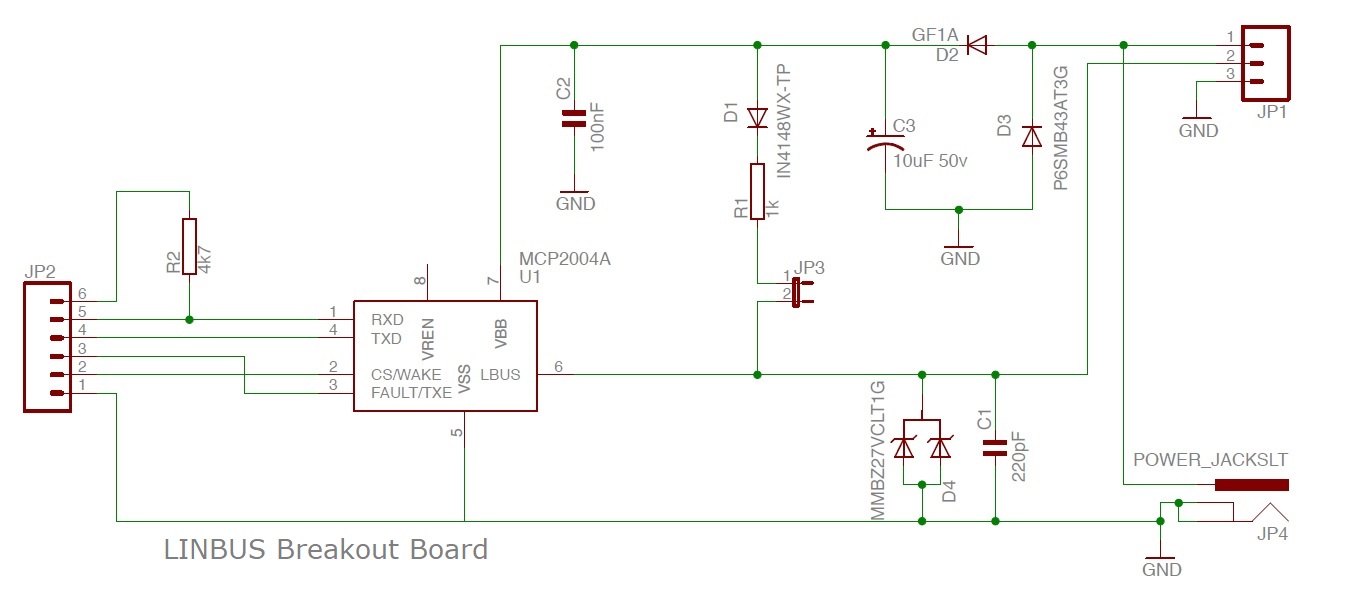 GF1A
D2
1
2
3
JP1
GND
C2
100nF
GND
D1
IN4148WX-TP
R1
1k
C3
10uF 50v
D3
P6SMB43AT3G
GND
JP3
1
2
MCP2004A
U1
8
7
JP2
6
5
4
3
2
1
R2
4k7
1
4
2
3
RXD
TXD
CS/WAKE
FAULT/TXE
VREN
VBB
VSS
LBUS
6
5
MMBZ27VCLT1G
D4
C1
220pF
POWER_JACKSLT
JP4
GND
LINBUS Breakout Board